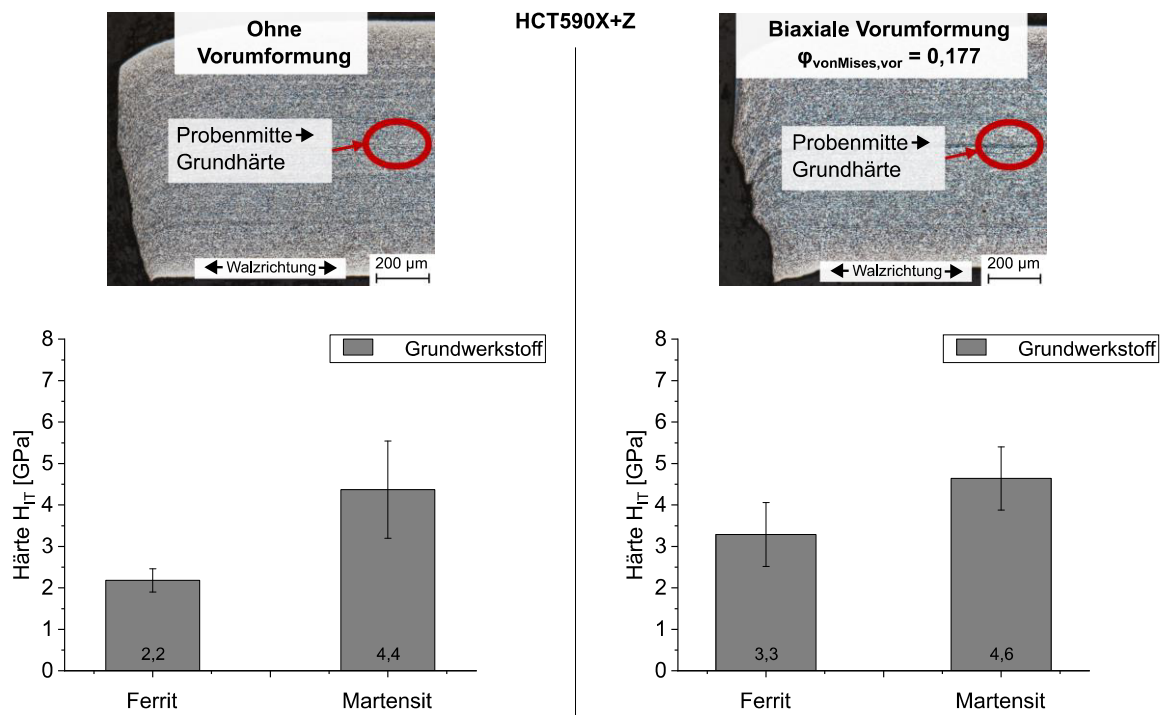 HCT590X+Z
Ohne
Vorumformung
Probenmitte →
Grundhärte
← Walzrichtung →
200 µm
Biaxiale Vorumformung
φvonMises,vor = 0,177
Probenmitte →
Grundhärte
← Walzrichtung →
200 µm
Härte HIT [GPa]
8
7
6
5
4
3
2
1
0
Grundwerkstoff
2,2
4,4
Ferrit
Martensit
Härte HIT [GPa]
8
7
6
5
4
3
2
1
0
Grundwerkstoff
3,3
4,6
Ferrit
Martensit